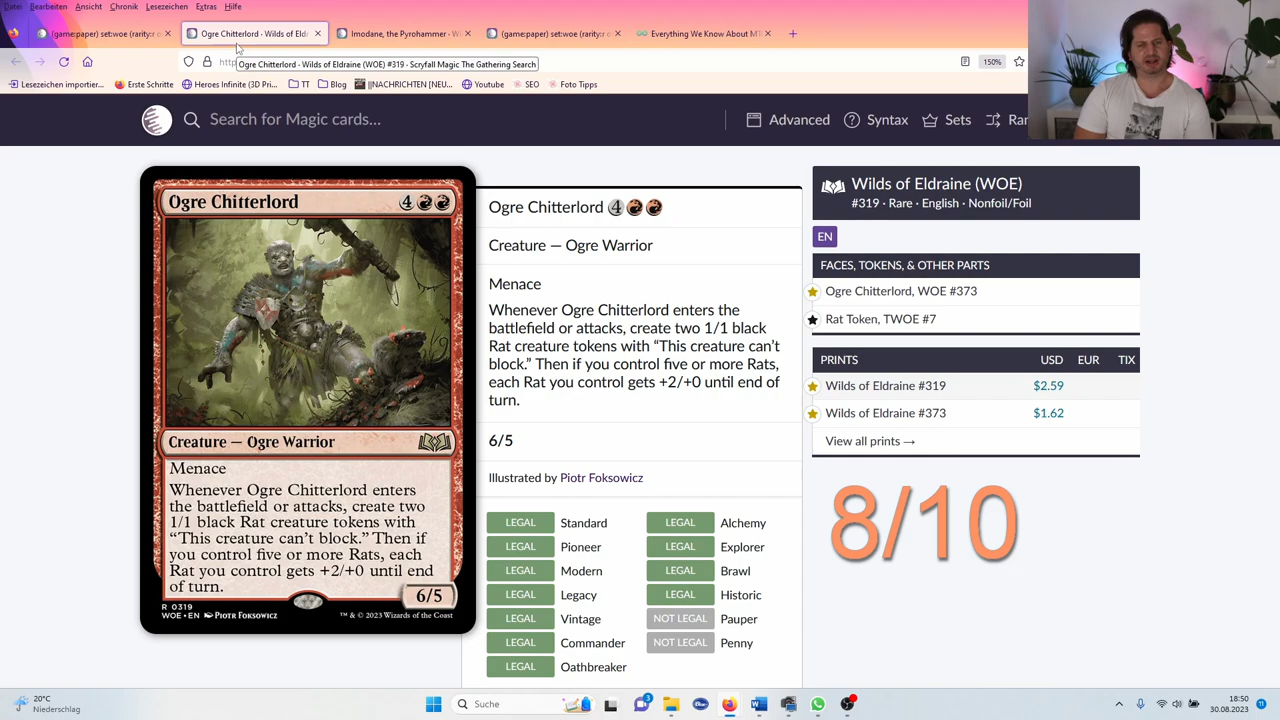 Datei Bearbeiten Ansicht Chronik Lesezeichen Extras Hilfe
(game:paper) set:woe (rarity:r o
Ogre Chitterlord · Wilds of Eldr
Imodane, the Pyrohammer · Wil
(game:paper) set:woe (rarity:r o
Everything We Know About MT
http
Ogre Chitterlord · Wilds of Eldraine (WOE) #319 · Scryfall Magic The Gathering Search
150%
Lesezeichen importier...
Erste Schritte
Heroes Infinite (3D Pri...
TT
Blog
||NACHRICHTEN [NEU...
Youtube
SEO
Foto Tipps
Search for Magic cards...
Advanced
Syntax
Sets
Ran
Ogre Chitterlord 4
Creature — Ogre Warrior
Menace
Whenever Ogre Chitterlord enters
the battlefield or attacks, create two
1/1 black Rat creature tokens with
“This creature can’t block.” Then if
you control five or more Rats, each
Rat you control gets +2/+0 until end
of turn.
6/5
R 0319
WOE • EN Piotr Foksowicz
™ & © 2023 Wizards of the Coast
Ogre Chitterlord 4
Creature — Ogre Warrior
Menace
Whenever Ogre Chitterlord enters the
battlefield or attacks, create two 1/1 black
Rat creature tokens with “This creature can’t
block.” Then if you control five or more Rats,
each Rat you control gets +2/+0 until end of
turn.
6/5
Illustrated by Piotr Foksowicz
LEGAL Standard LEGAL Alchemy
LEGAL Pioneer LEGAL Explorer
LEGAL Modern LEGAL Brawl
LEGAL Legacy LEGAL Historic
LEGAL Vintage NOT LEGAL Pauper
LEGAL Commander NOT LEGAL Penny
LEGAL Oathbreaker
Wilds of Eldraine (WOE)
#319 · Rare · English · Nonfoil/Foil
EN
FACES, TOKENS, & OTHER PARTS
Ogre Chitterlord, WOE #373
Rat Token, TWOE #7
PRINTS USD EUR TIX
Wilds of Eldraine #319 $2.59
Wilds of Eldraine #373 $1.62
View all prints →
8/10
20°C
Niederschlag
Suche
3
18:50
30.08.2023
11